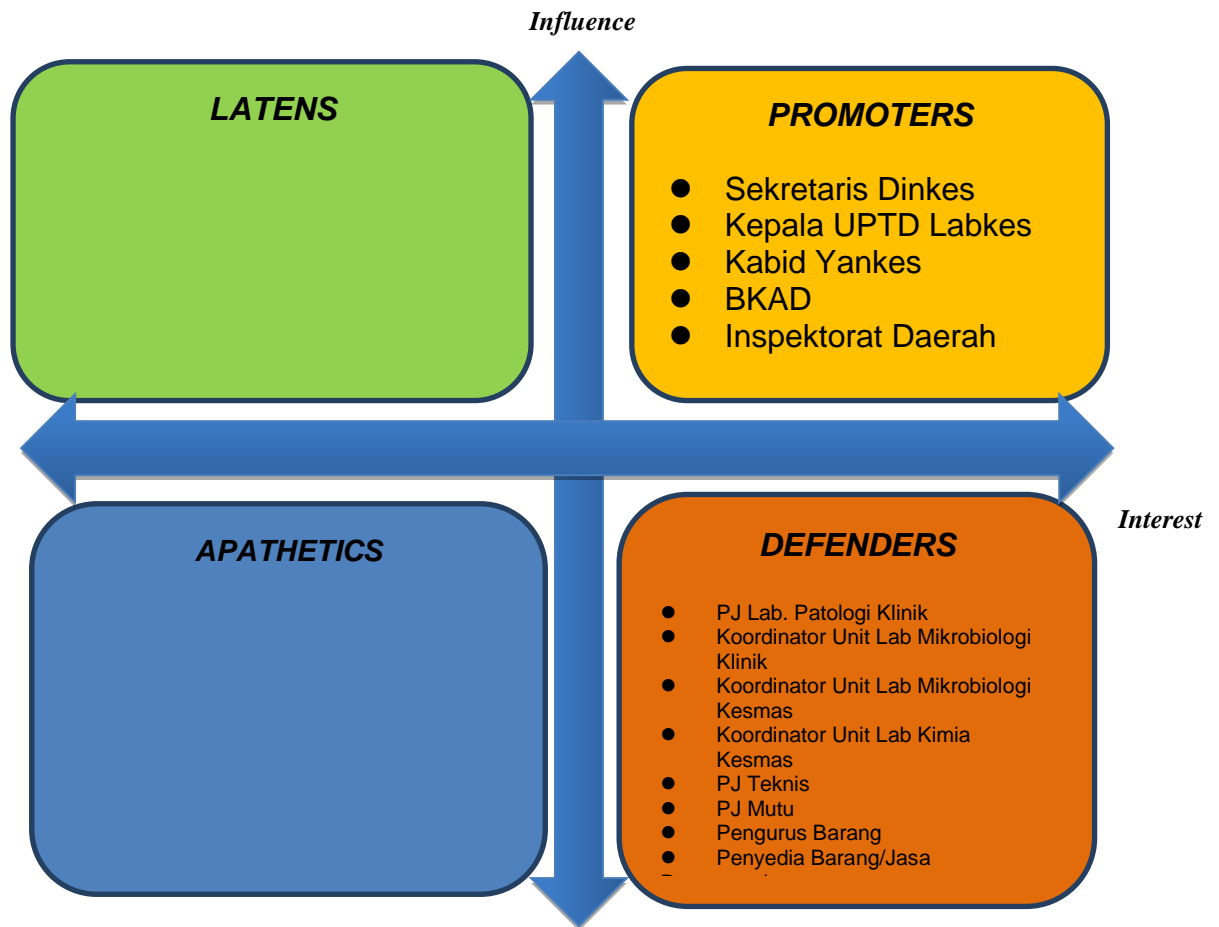 Influence
LATENS
PROMOTERS
● Sekretaris Dinkes
● Kepala UPTD Labkes
● Kabid Yankes
● BKAD
● Inspektorat Daerah
Interest
APATHETICS
DEFENDERS
● PJ Lab. Patologi Klinik
● Koordinator Unit Lab Mikrobiologi
Klinik
● Koordinator Unit Lab Mikrobiologi
Kesmas
● Koordinator Unit Lab Kimia
Kesmas
● PJ Teknis
● PJ Mutu
● Pengurus Barang
● Penyedia Barang/Jasa